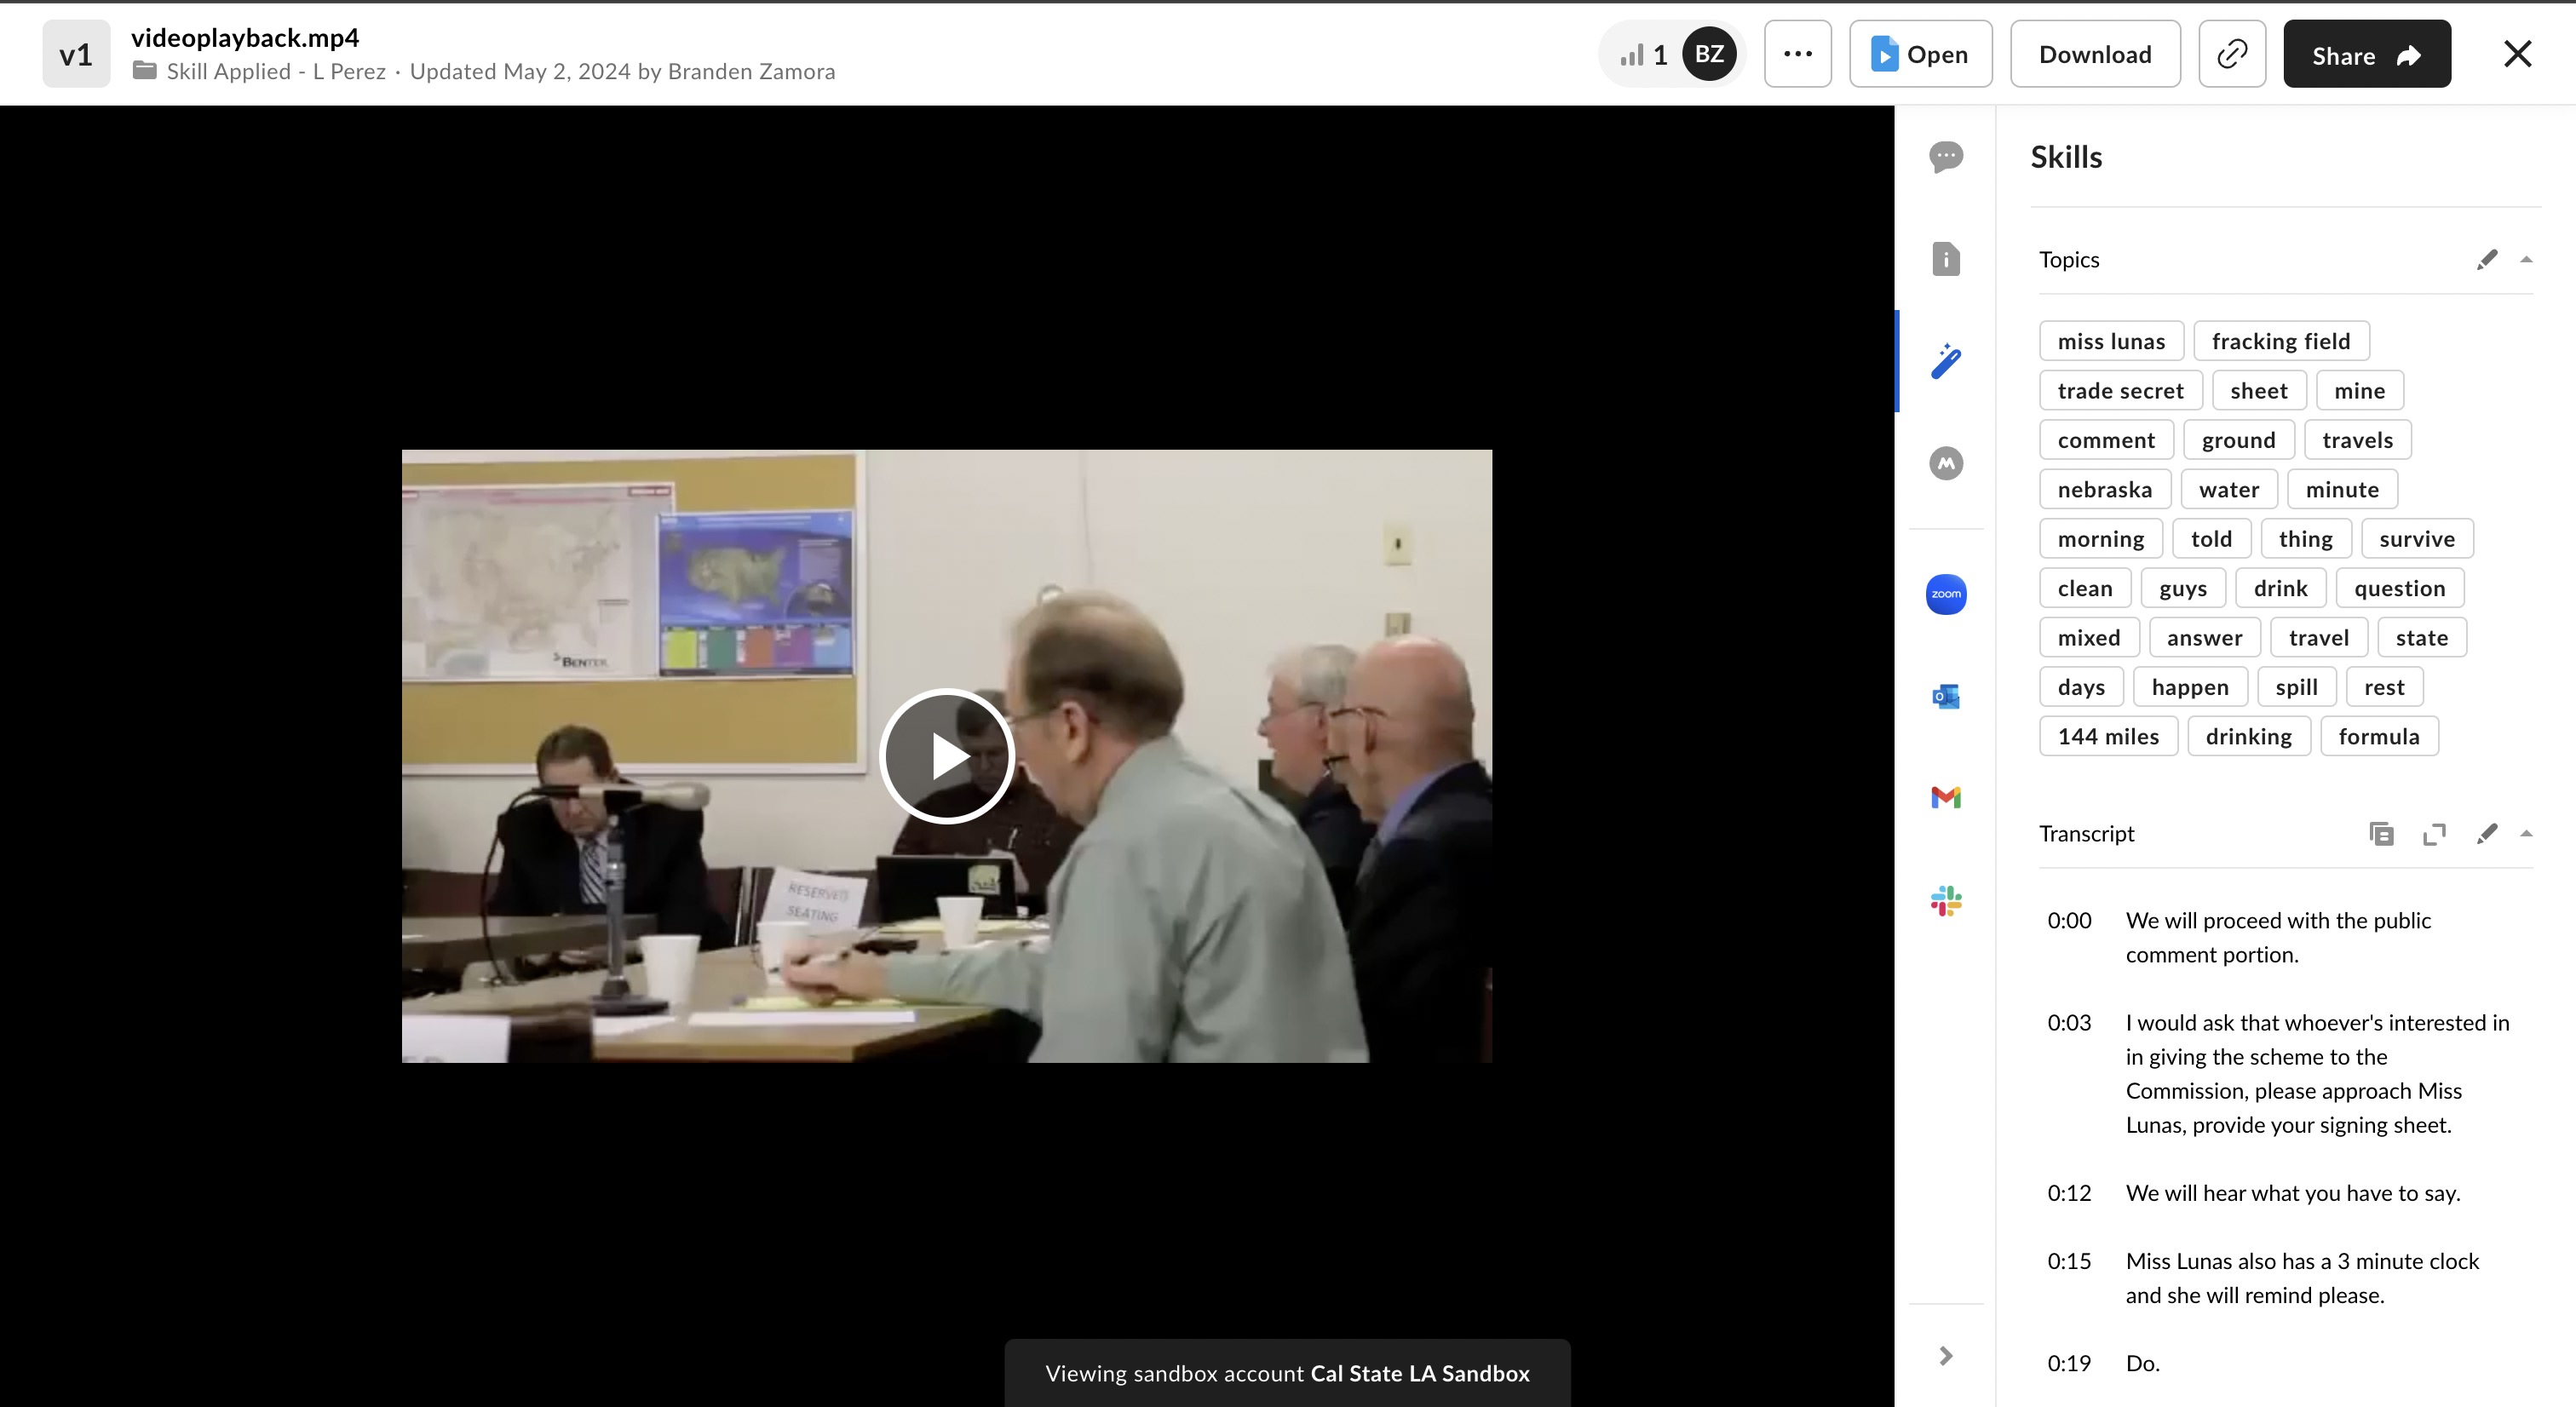 v1
videoplayback.mp4
Skill Applied - L Perez · Updated May 2, 2024 by Branden Zamora
1
BZ
Open
Download
Share
BENTEK
RESERVED
SEATING
Viewing sandbox account Cal State LA Sandbox
zoom
Skills
Topics
miss lunas fracking field
trade secret sheet mine
comment ground travels
nebraska water minute
morning told thing survive
clean guys drink question
mixed answer travel state
days happen spill rest
144 miles drinking formula
Transcript
0:00 We will proceed with the public
comment portion.
0:03 I would ask that whoever's interested in
in giving the scheme to the
Commission, please approach Miss
Lunas, provide your signing sheet.
0:12 We will hear what you have to say.
0:15 Miss Lunas also has a 3 minute clock
and she will remind please.
0:19 Do.